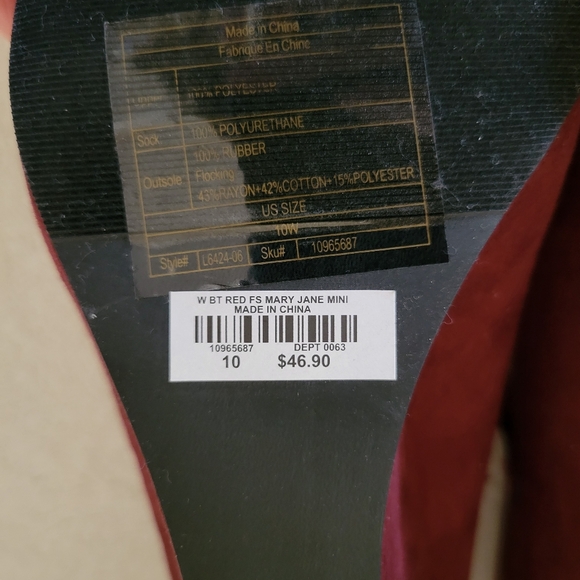 Made in China
Fabrique En Chine
100% POLYESTER
Sock 100% POLYURETHANE
100% RUBBER
Outsole Flocking
43%RAYON+42%COTTON+15%POLYESTER
US SIZE
10W
Style# L6424-06 Sku# 10965687
W BT RED FS MARY JANE MINI
MADE IN CHINA
10965687 DEPT 0063
10 $46.90